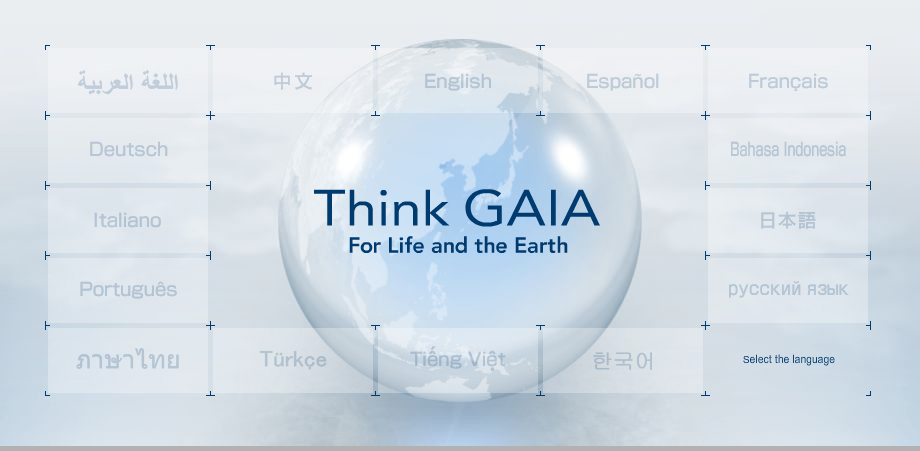 اللغة العربية
中文
English
Español
Français
Deutsch
Bahasa Indonesia
Think GAIA
For Life and the Earth
Italiano
日本語
Português
русский язык
ภาษาไทย
Türkçe
Tiếng Việt
한국어
Select the language